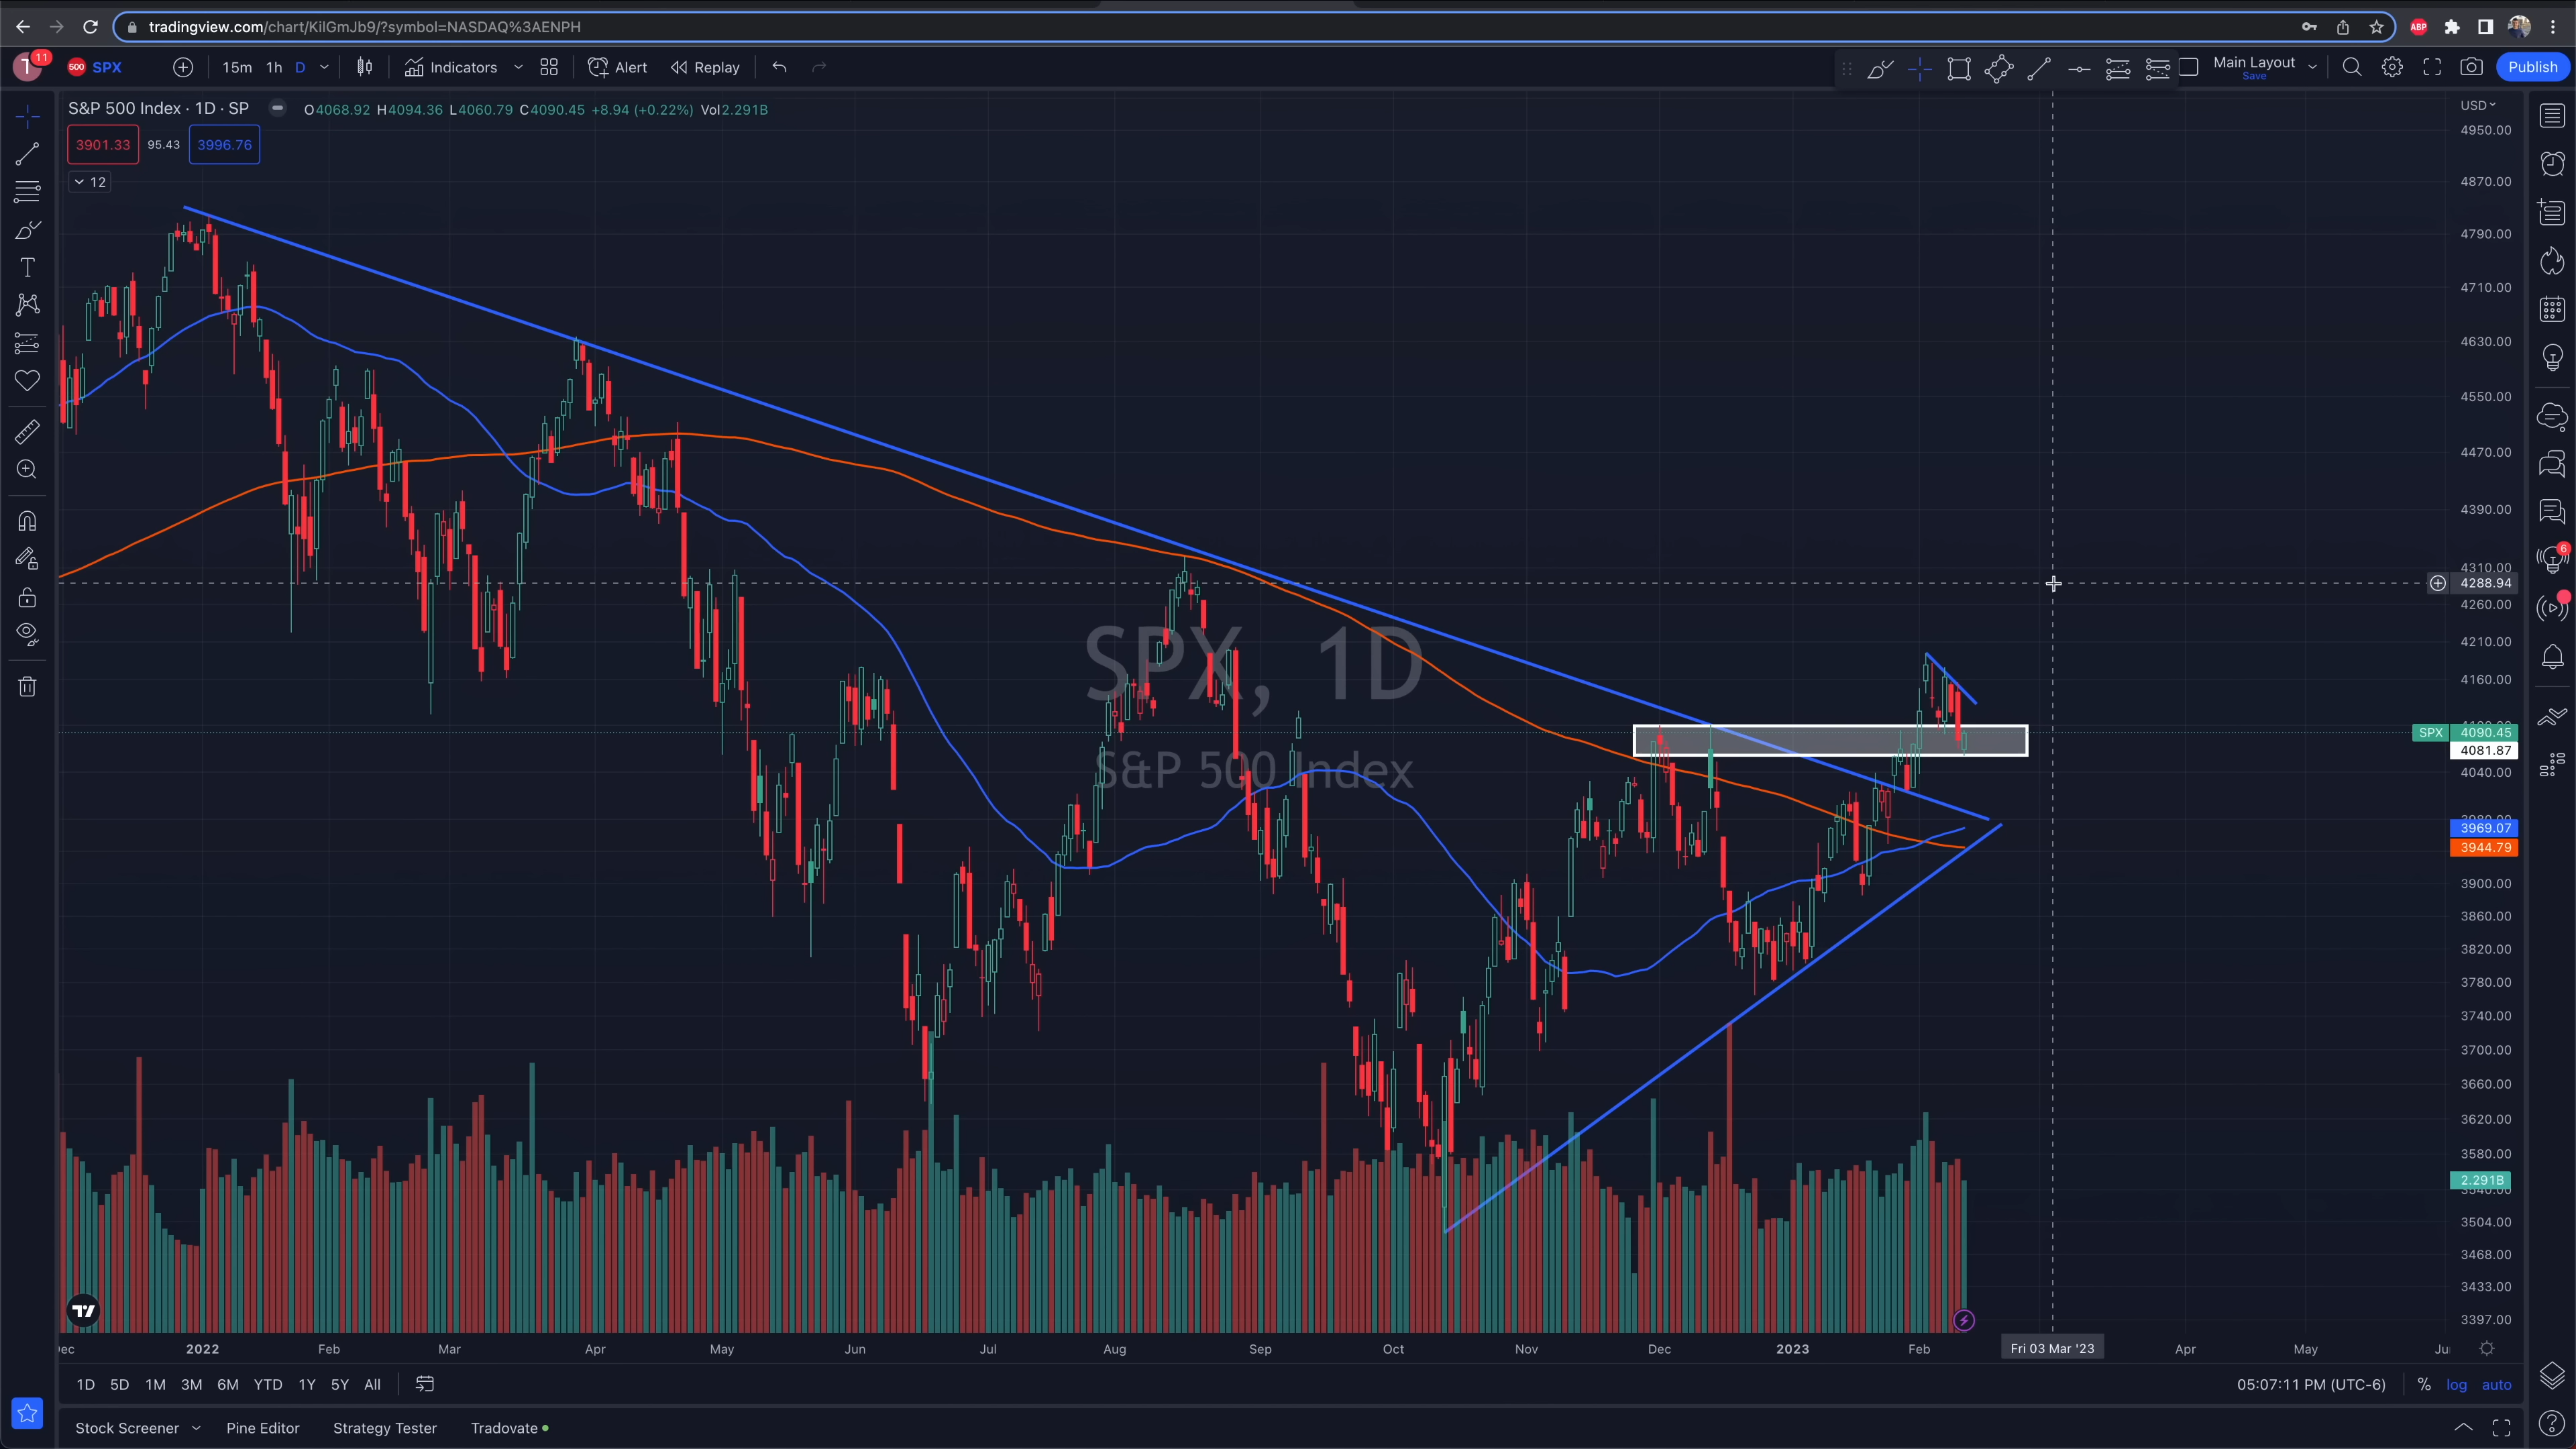 tradingview.com/chart/KilGmJb9/?symbol=NASDAQ%3AENPH
ABP
T 11 500 SPX 15m 1h D Indicators Alert Replay Main Layout Save Publish
S&P 500 Index · 1D · SP O4068.92 H4094.36 L4060.79 C4090.45 +8.94 (+0.22%) Vol2.291B
3901.33 95.43 3996.76
12
USD
4950.00
4870.00
4790.00
4710.00
4630.00
4550.00
4470.00
4390.00
4310.00
4288.94
4260.00
4210.00
4160.00
SPX 4090.45
4081.87
4040.00
3969.07
3944.79
3900.00
3860.00
3820.00
3780.00
3740.00
3700.00
3660.00
3620.00
3580.00
2.291B
3540.00
3504.00
3468.00
3433.00
3397.00
SPX, 1D
S&P 500 Index
6
2022 Feb Mar Apr May Jun Jul Aug Sep Oct Nov Dec 2023 Feb Fri 03 Mar '23 Apr May
1D 5D 1M 3M 6M YTD 1Y 5Y All 05:07:11 PM (UTC-6) % log auto
Stock Screener Pine Editor Strategy Tester Tradovate